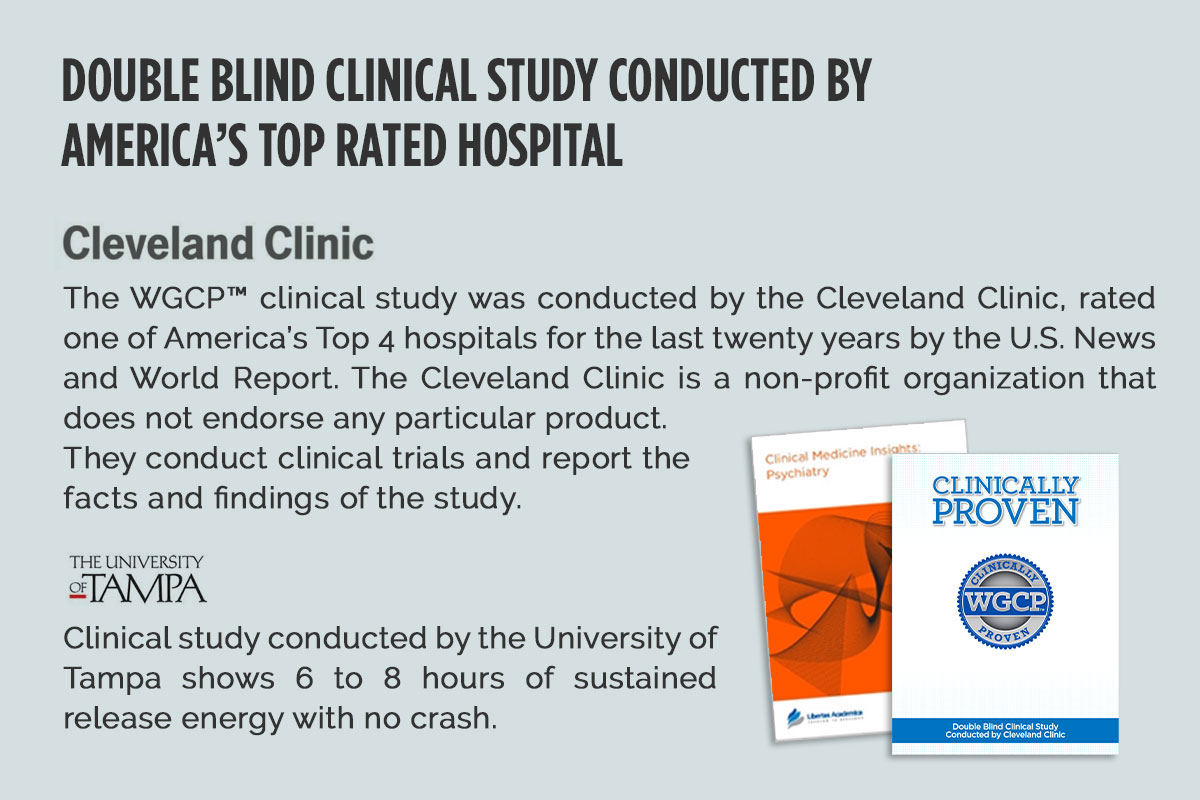 DOUBLE BLIND CLINICAL STUDY CONDUCTED BY
AMERICA'S TOP RATED HOSPITAL
Cleveland Clinic
The WGCP™ clinical study was conducted by the Cleveland Clinic, rated
one of America's Top 4 hospitals for the last twenty years by the U.S. News
and World Report. The Cleveland Clinic is a non-profit organization that
does not endorse any particular product.
They conduct clinical trials and report the
facts and findings of the study.
THE UNIVERSITY
OF TAMPA
Clinical study conducted by the University of
Tampa shows 6 to 8 hours of sustained
release energy with no crash.
Clinical Medicine Insights:
Psychiatry
Libertas Academica
CLINICALLY
PROVEN
CLINICALLY
WGCP™
PROVEN
Double Blind Clinical Study
Conducted by Cleveland Clinic